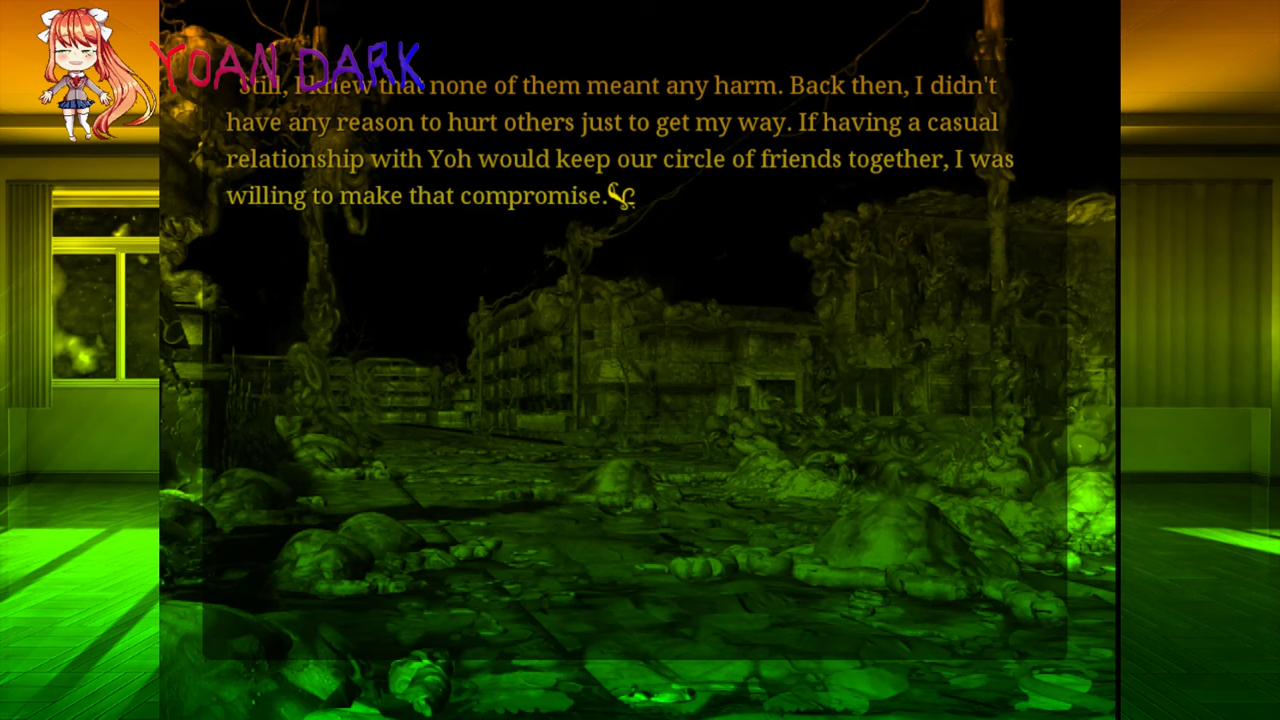 YOAN DARK
Still, I knew that none of them meant any harm. Back then, I didn't
have any reason to hurt others just to get my way. If having a casual
relationship with Yoh would keep our circle of friends together, I was
willing to make that compromise.